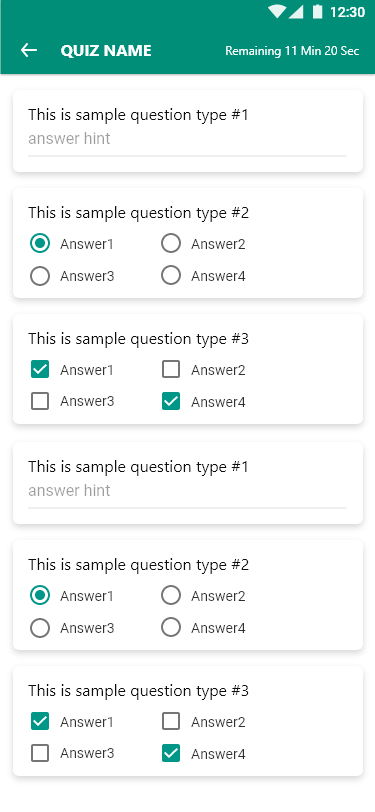 12:30
QUIZ NAME Remaining 11 Min 20 Sec
This is sample question type #1
answer hint
This is sample question type #2
Answer1 Answer2
Answer3 Answer4
This is sample question type #3
Answer1 Answer2
Answer3 Answer4
This is sample question type #1
answer hint
This is sample question type #2
Answer1 Answer2
Answer3 Answer4
This is sample question type #3
Answer1 Answer2
Answer3 Answer4